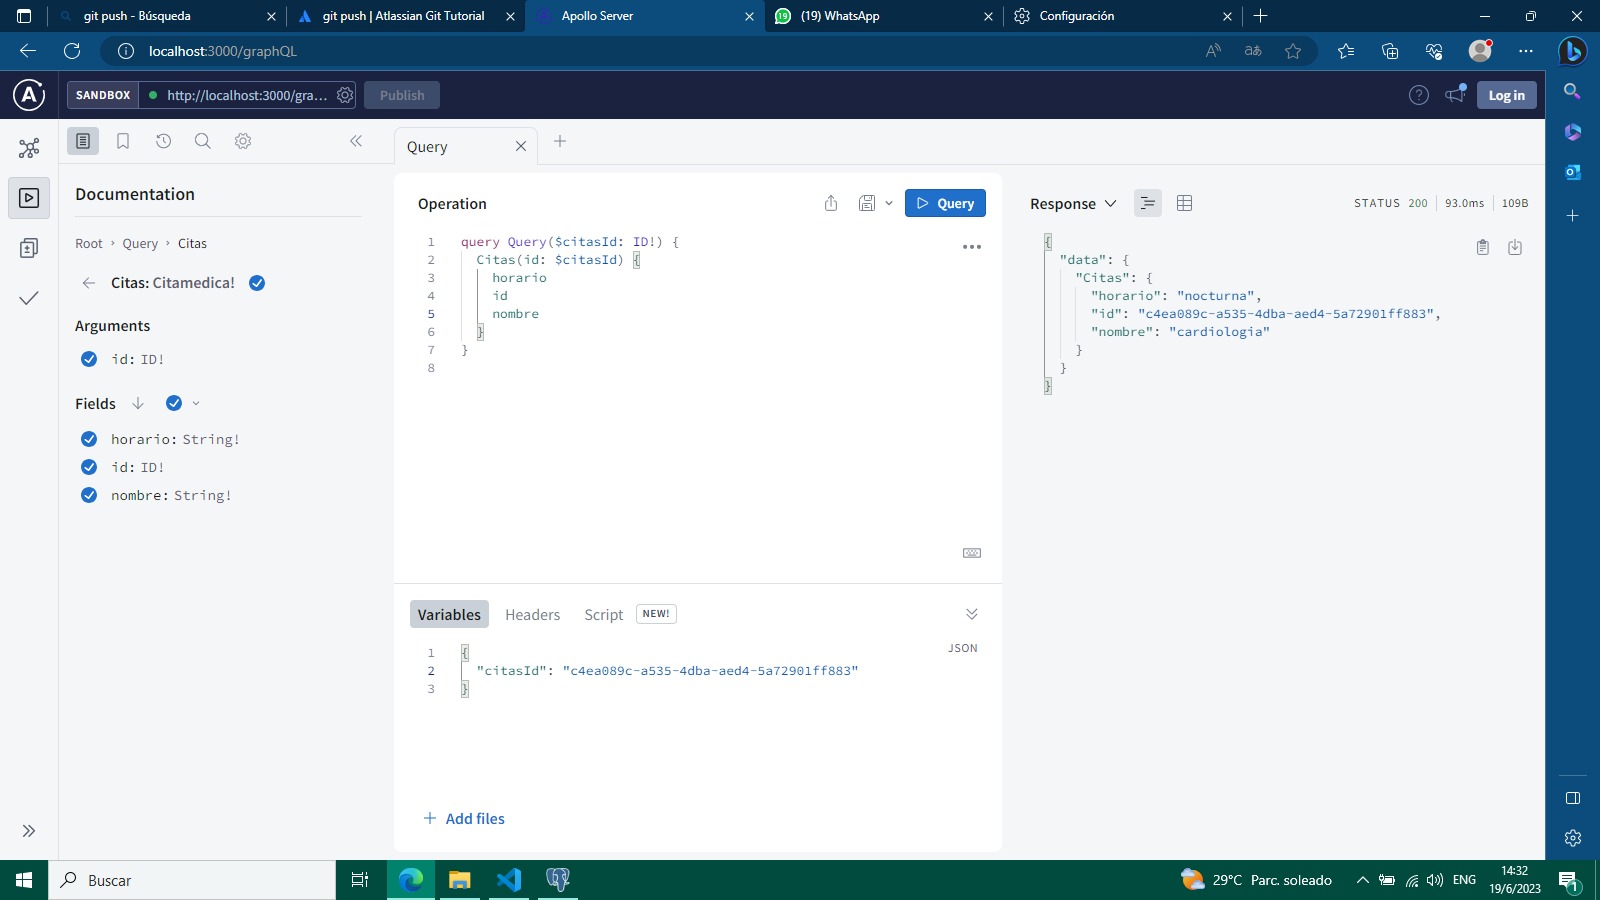 git push - Búsqueda
git push | Atlassian Git Tutorial
Apollo Server
19
(19) WhatsApp
Configuración
localhost:3000/graphQL
SANDBOX
http://localhost:3000/gra...
Publish
Log in
Query
Documentation
Root › Query › Citas
Citas: Citamedica!
Arguments
id: ID!
Fields
horario: String!
id: ID!
nombre: String!
Operation
Query
1 query Query($citasId: ID!) {
2 Citas(id: $citasId) {
3 horario
4 id
5 nombre
6 }
7 }
8
Variables
Headers
Script
NEW!
JSON
1 {
2 "citasId": "c4ea089c-a535-4dba-aed4-5a72901ff883"
3 }
+ Add files
Response
STATUS 200
93.0ms
109B
{
"data": {
"Citas": {
"horario": "nocturna",
"id": "c4ea089c-a535-4dba-aed4-5a72901ff883",
"nombre": "cardiologia"
}
}
}
Buscar
29°C Parc. soleado
ENG
14:32
19/6/2023
1